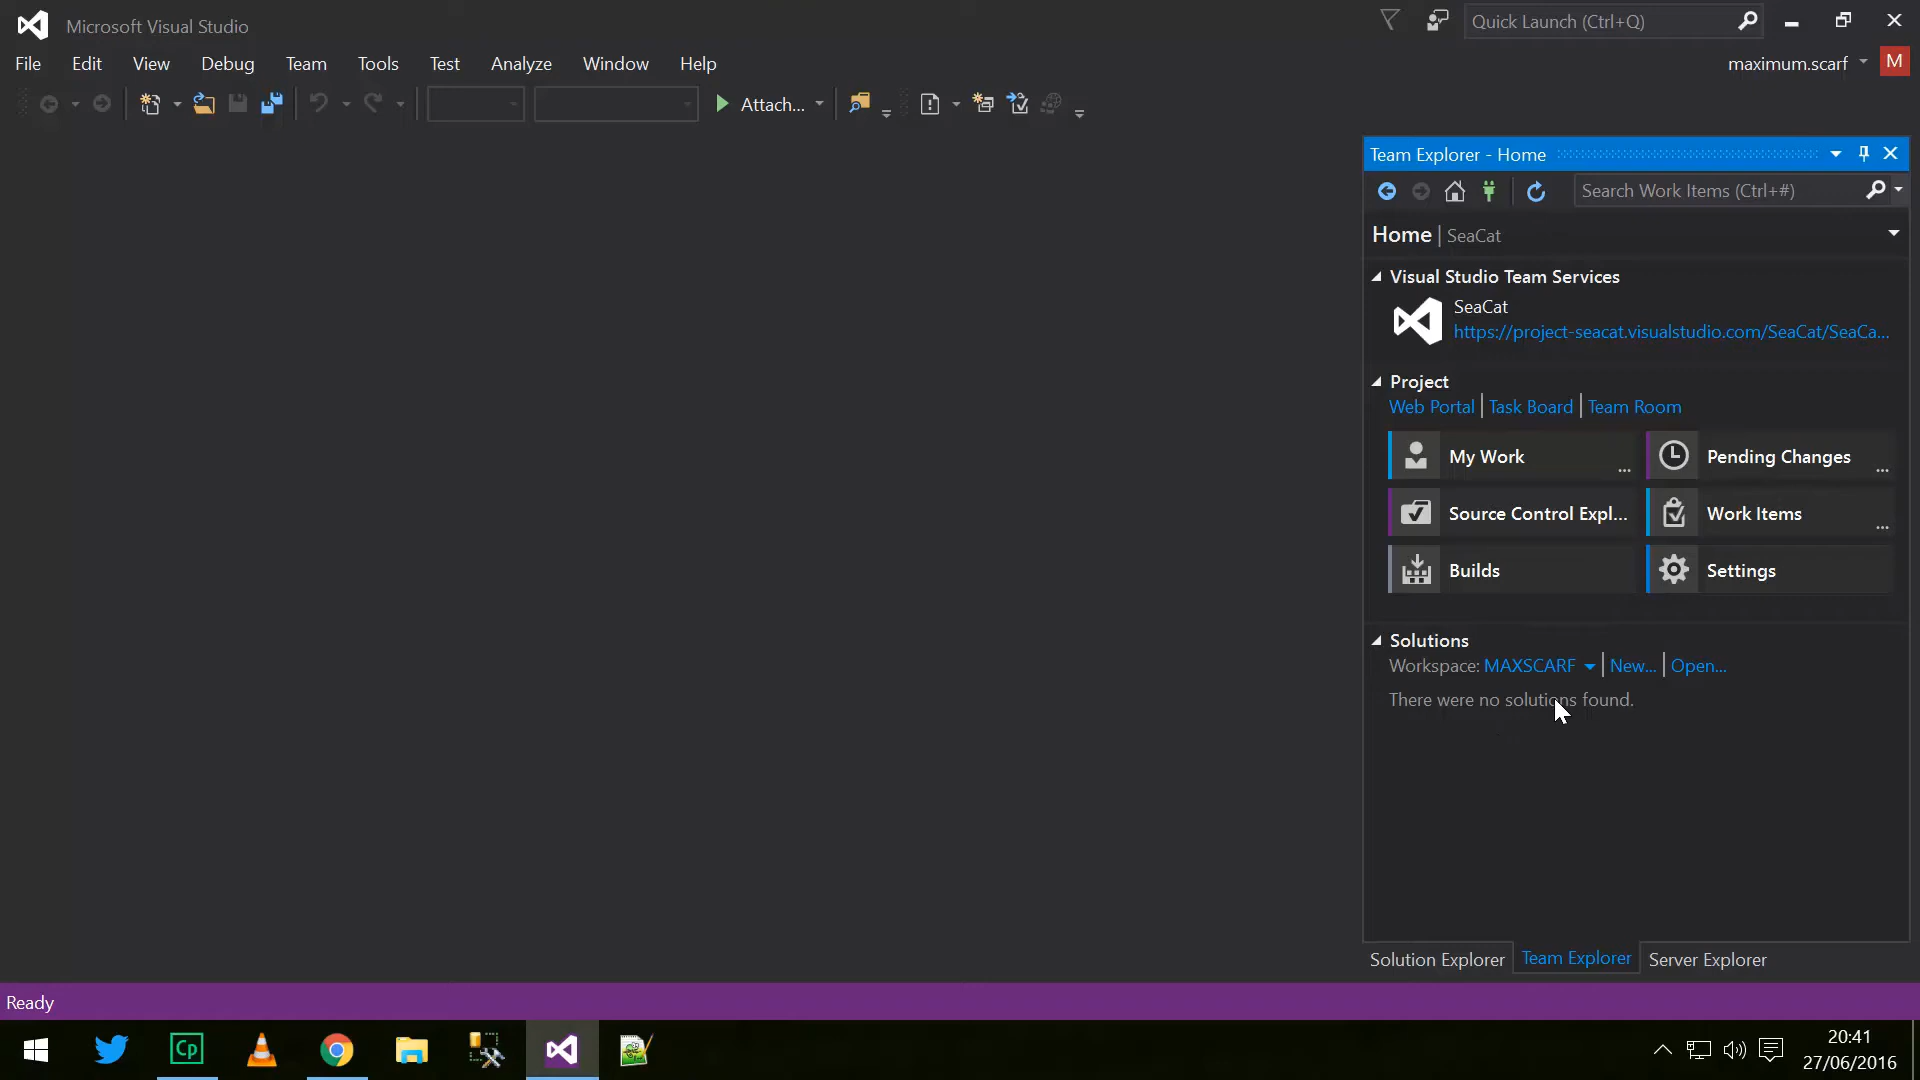 Microsoft Visual Studio
Quick Launch (Ctrl+Q)
File Edit View Debug Team Tools Test Analyze Window Help
maximum.scarf M
Attach...
Team Explorer - Home
Search Work Items (Ctrl+#)
Home | SeaCat
Visual Studio Team Services
SeaCat
https://project-seacat.visualstudio.com/SeaCat/SeaCa...
Project
Web Portal | Task Board | Team Room
My Work ...
Pending Changes ...
Source Control Expl...
Work Items ...
Builds
Settings
Solutions
Workspace: MAXSCARF | New... | Open...
There were no solutions found.
Solution Explorer Team Explorer Server Explorer
Ready
Cp
20:41
27/06/2016